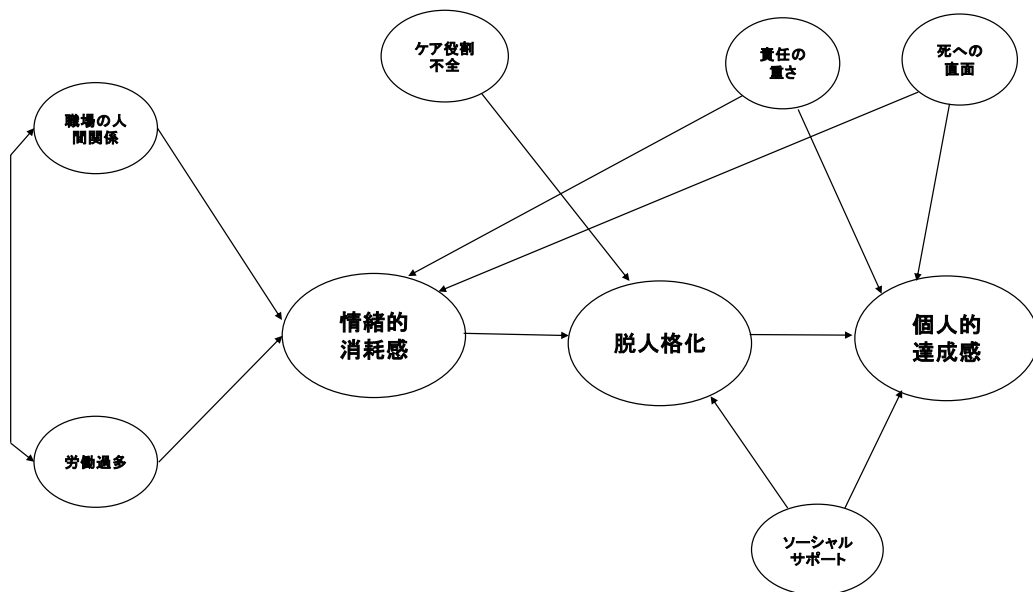 ケア役割
不全
責任の
重さ
死への
直面
職場の人
間関係
情緒的
消耗感
脱人格化
個人的
達成感
労働過多
ソーシャル
サポート